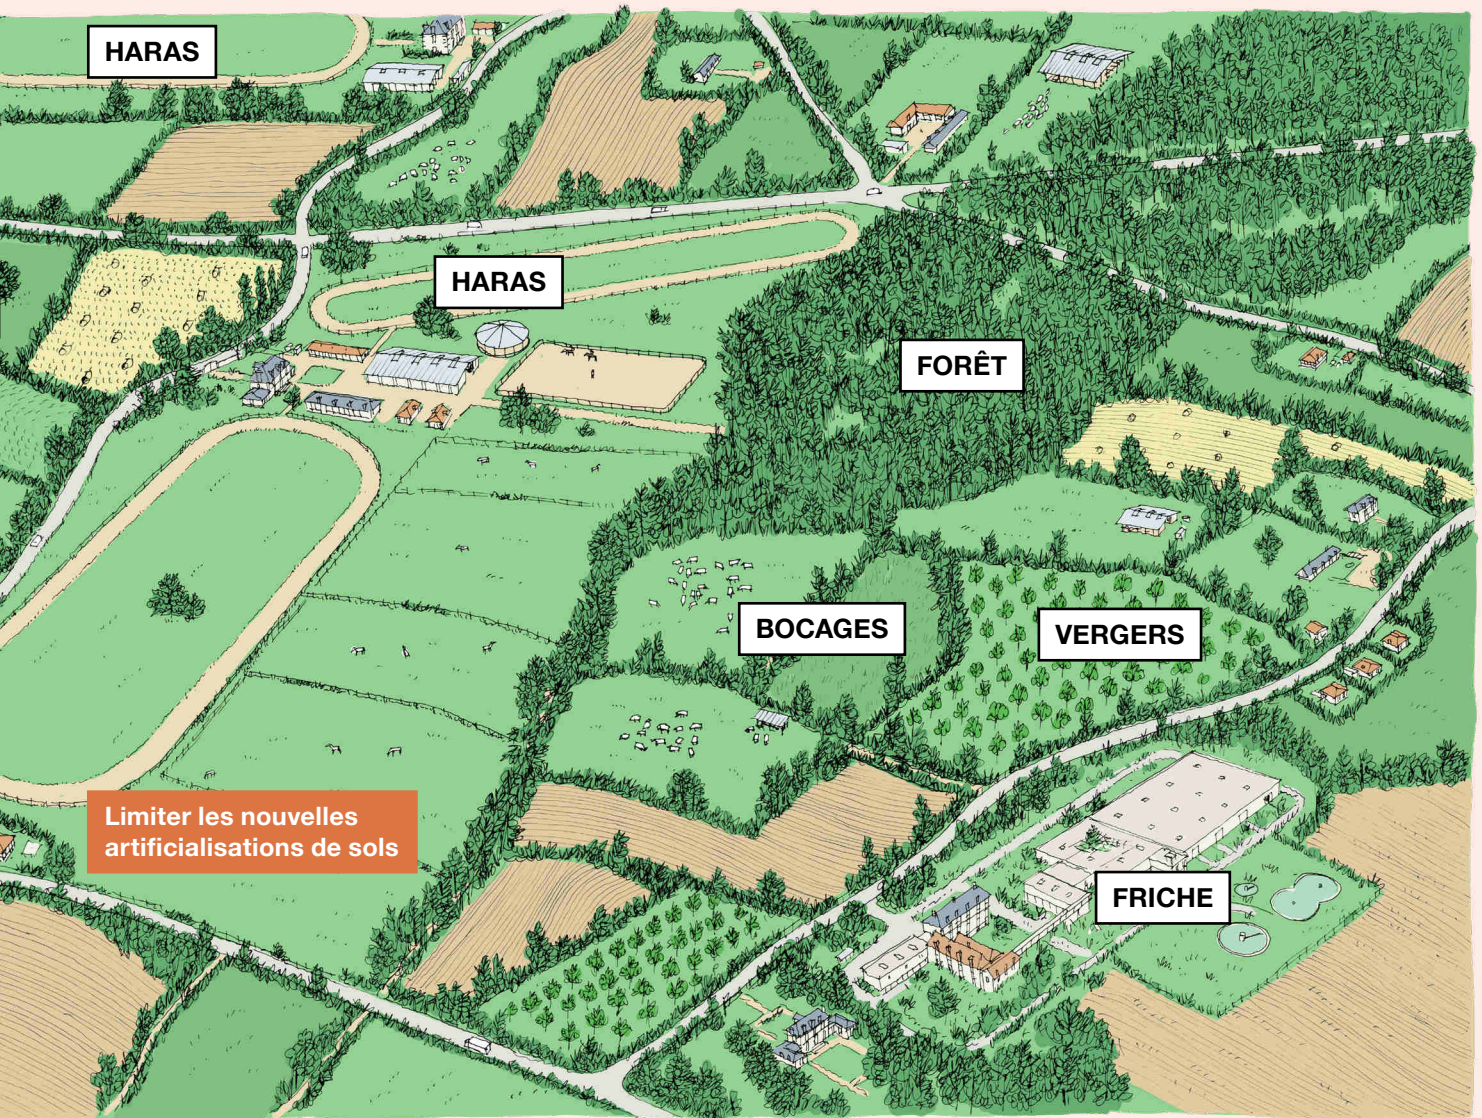 HARAS
HARAS
FORÊT
BOCAGES
VERGERS
Limiter les nouvelles
artificialisations de sols
FRICHE